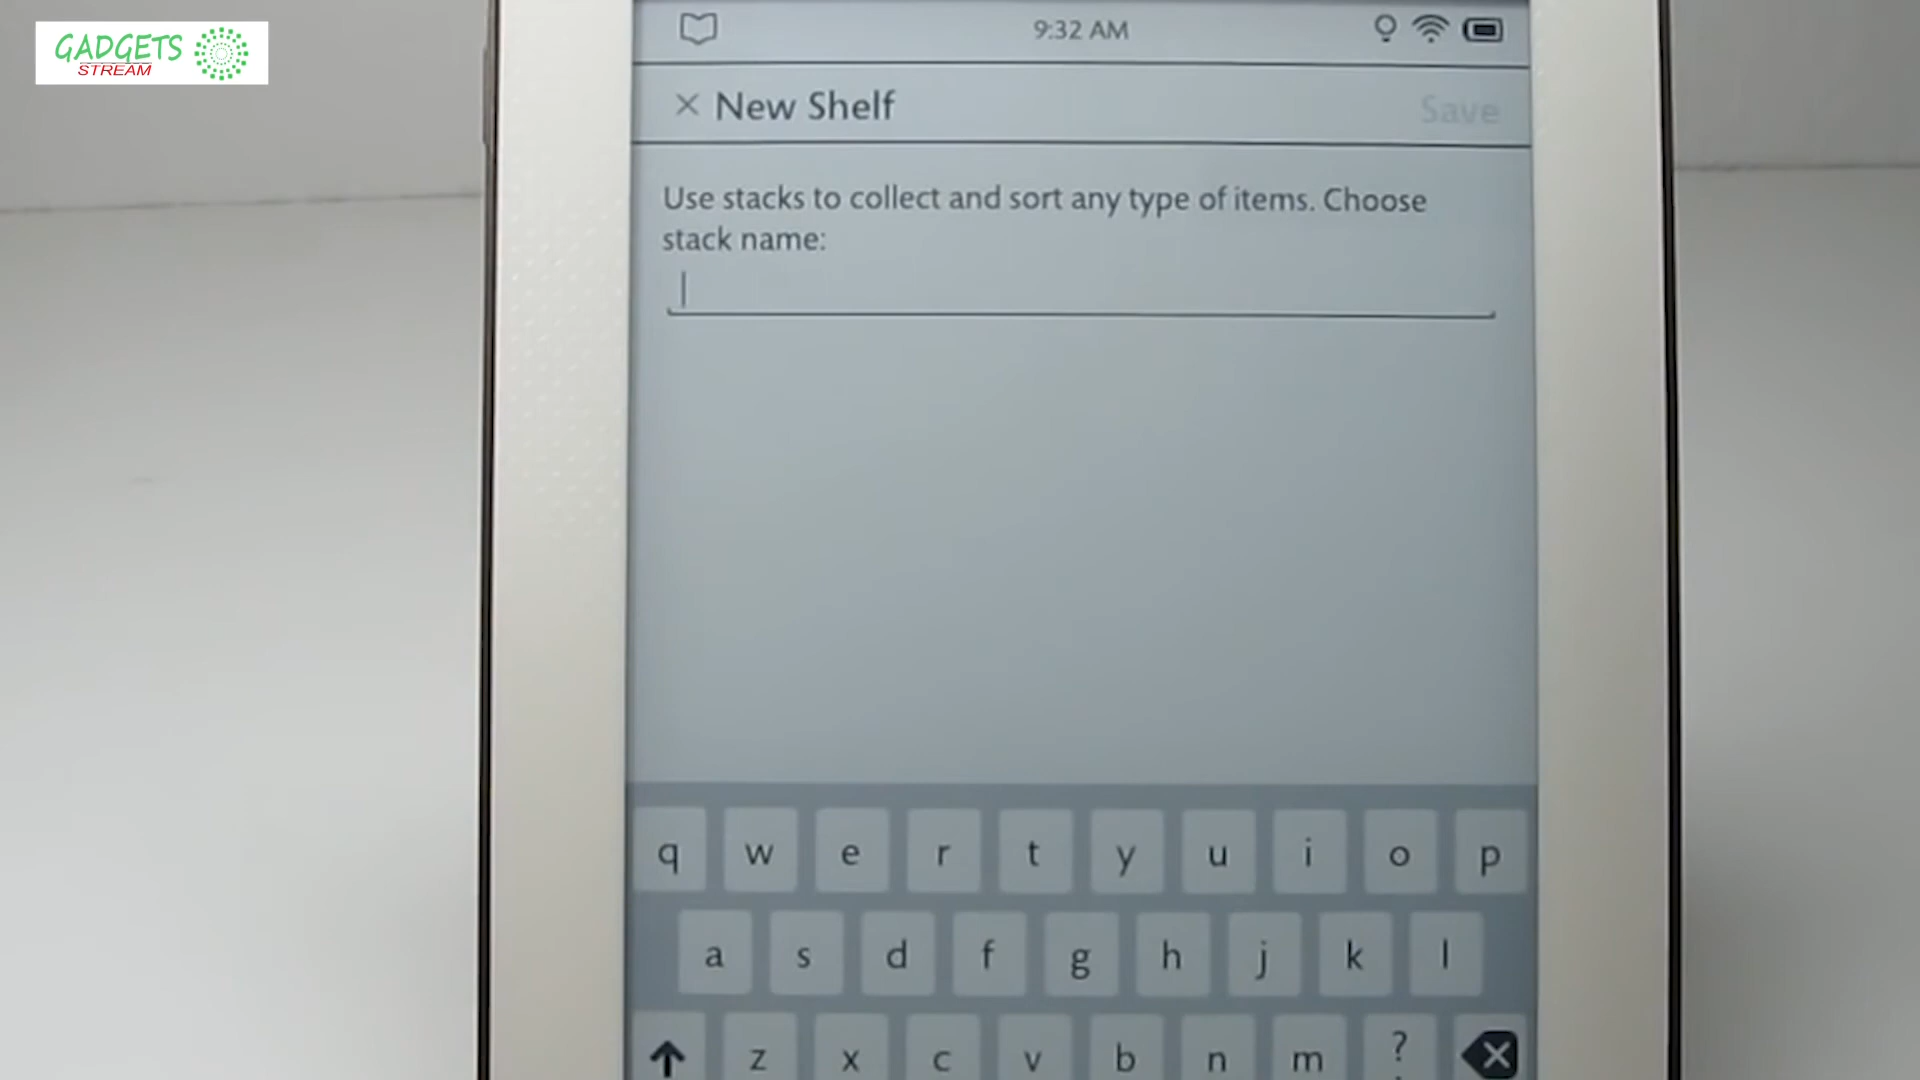 GADGETS
STREAM
9:32 AM
× New Shelf
Save
Use stacks to collect and sort any type of items. Choose
stack name:
q w e r t y u i o p
a s d f g h j k l
z x c v b n m ?